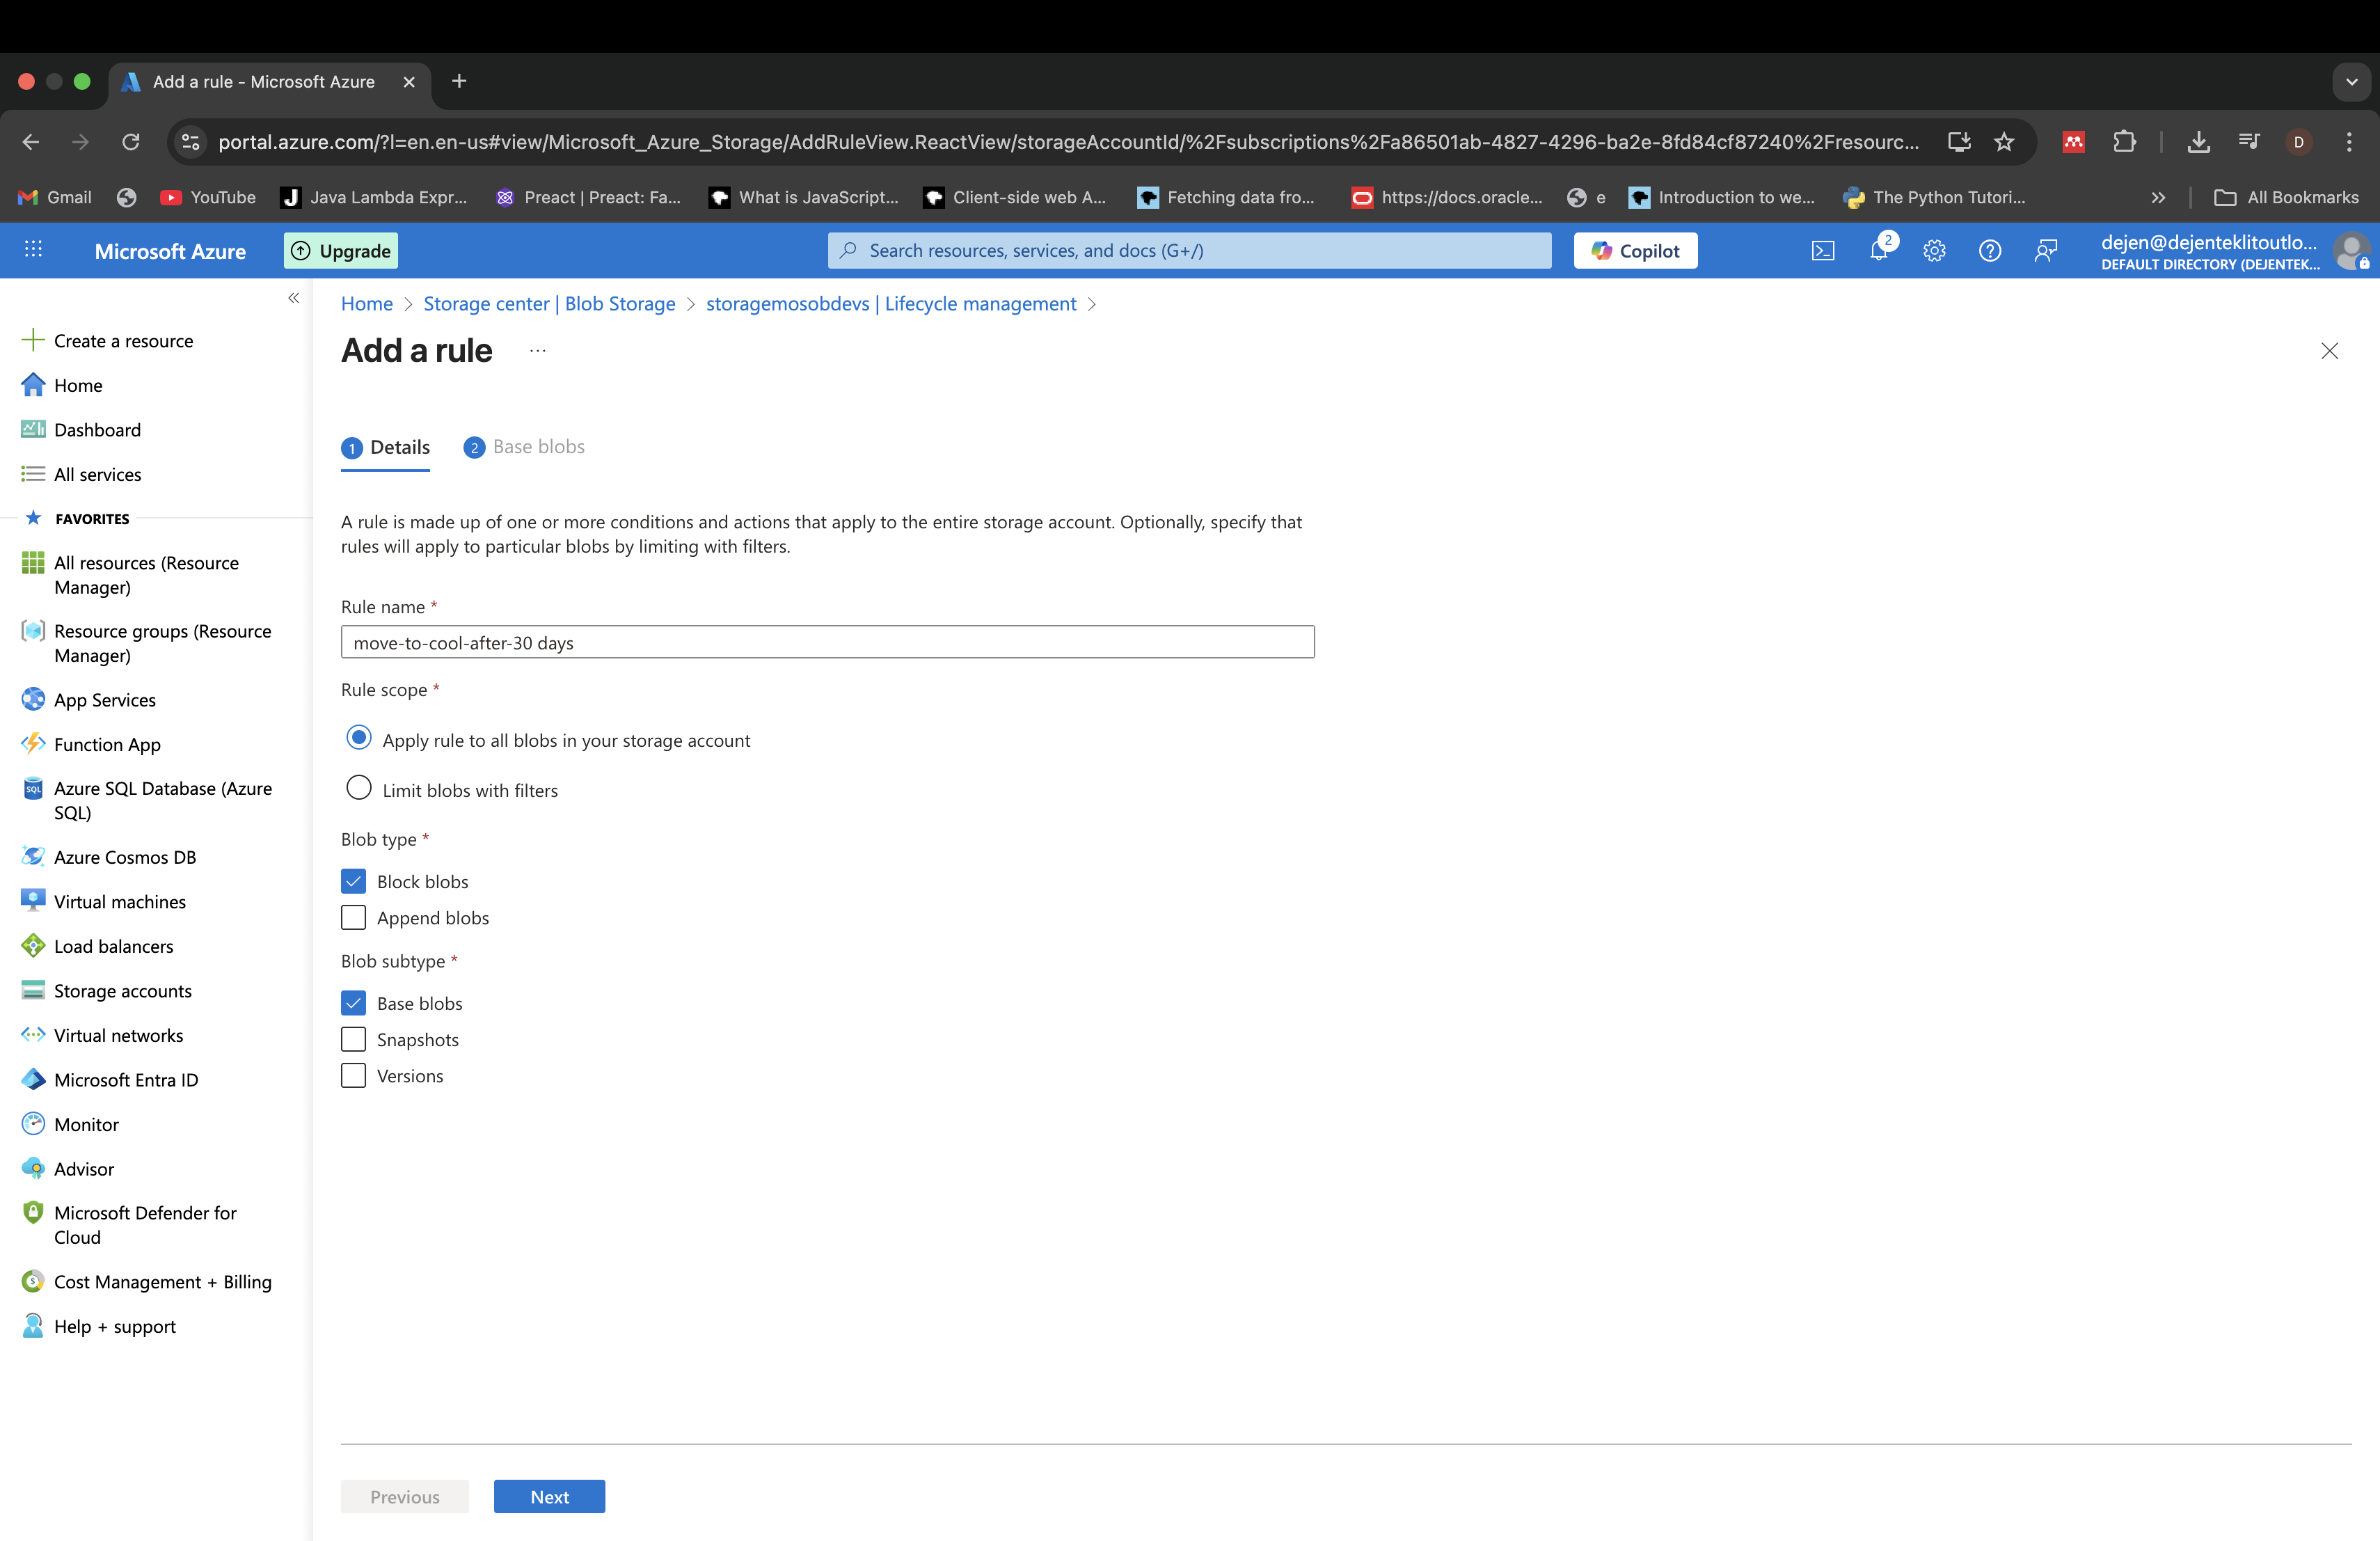 Add a rule - Microsoft Azure
portal.azure.com/?l=en.en-us#view/Microsoft_Azure_Storage/AddRuleView.ReactView/storageAccountId/%2Fsubscriptions%2Fa86501ab-4827-4296-ba2e-8fd84cf87240%2Fresourc...
D
Gmail
YouTube
J Java Lambda Expr...
Preact | Preact: Fa...
What is JavaScript...
Client-side web A...
Fetching data fro...
https://docs.oracle...
e
Introduction to we...
The Python Tutori...
All Bookmarks
Microsoft Azure
Upgrade
Search resources, services, and docs (G+/)
Copilot
2
dejen@dejenteklitoutlo...
DEFAULT DIRECTORY (DEJENTEK...
Create a resource
Home
Dashboard
All services
FAVORITES
All resources (Resource
Manager)
Resource groups (Resource
Manager)
App Services
Function App
SQL
Azure SQL Database (Azure
SQL)
Azure Cosmos DB
Virtual machines
Load balancers
Storage accounts
Virtual networks
Microsoft Entra ID
Monitor
Advisor
Microsoft Defender for
Cloud
Cost Management + Billing
Help + support
Home > Storage center | Blob Storage > storagemosobdevs | Lifecycle management >
Add a rule ...
1 Details
2 Base blobs
A rule is made up of one or more conditions and actions that apply to the entire storage account. Optionally, specify that
rules will apply to particular blobs by limiting with filters.
Rule name *
move-to-cool-after-30 days
Rule scope *
Apply rule to all blobs in your storage account
Limit blobs with filters
Blob type *
Block blobs
Append blobs
Blob subtype *
Base blobs
Snapshots
Versions
Previous
Next